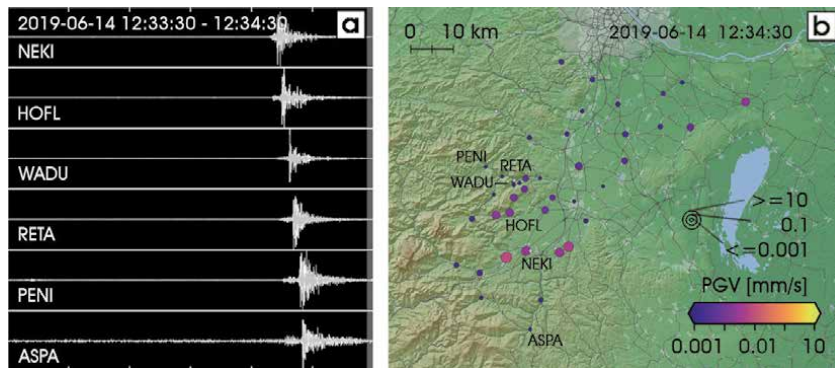 2019-06-14 12:33:30 - 12:34:30
a
NEKI
HOFL
WADU
RETA
PENI
ASPA
0 10 km
2019-06-14 12:34:30
b
PENI
RETA
WADU
HOFL
NEKI
ASPA
>=10
0.1
<=0.001
PGV [mm/s]
0.001 0.01 10